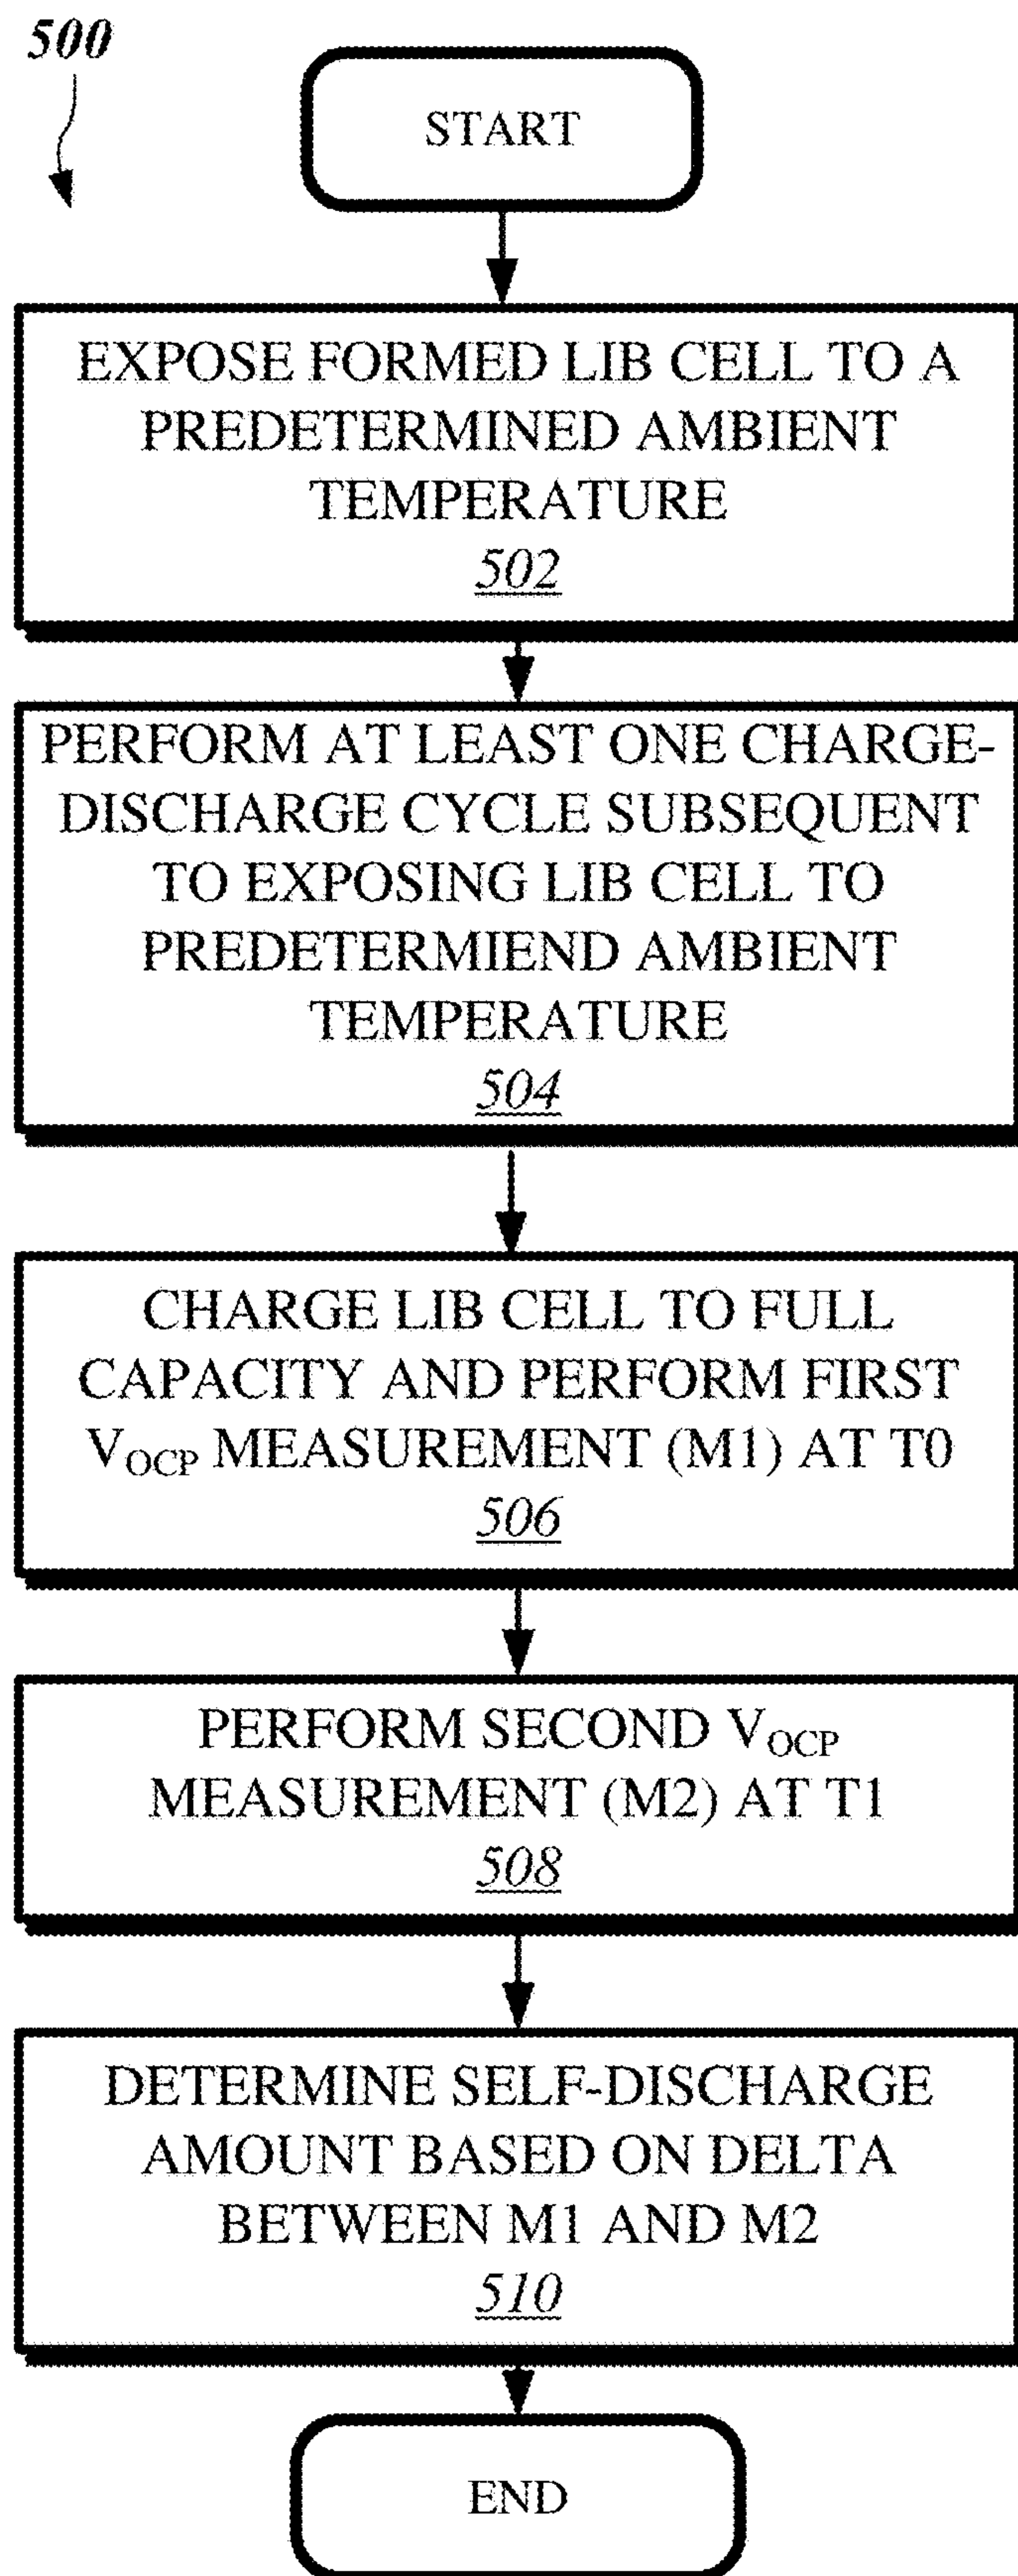 500
START
EXPOSE FORMED LIB CELL TO A
PREDETERMINED AMBIENT
TEMPERATURE
502
PERFORM AT LEAST ONE CHARGE-
DISCHARGE CYCLE SUBSEQUENT
TO EXPOSING LIB CELL TO
PREDETERMIEND AMBIENT
TEMPERATURE
504
CHARGE LIB CELL TO FULL
CAPACITY AND PERFORM FIRST
VOCP MEASUREMENT (M1) AT T0
506
PERFORM SECOND VOCP
MEASUREMENT (M2) AT T1
508
DETERMINE SELF-DISCHARGE
AMOUNT BASED ON DELTA
BETWEEN M1 AND M2
510
END